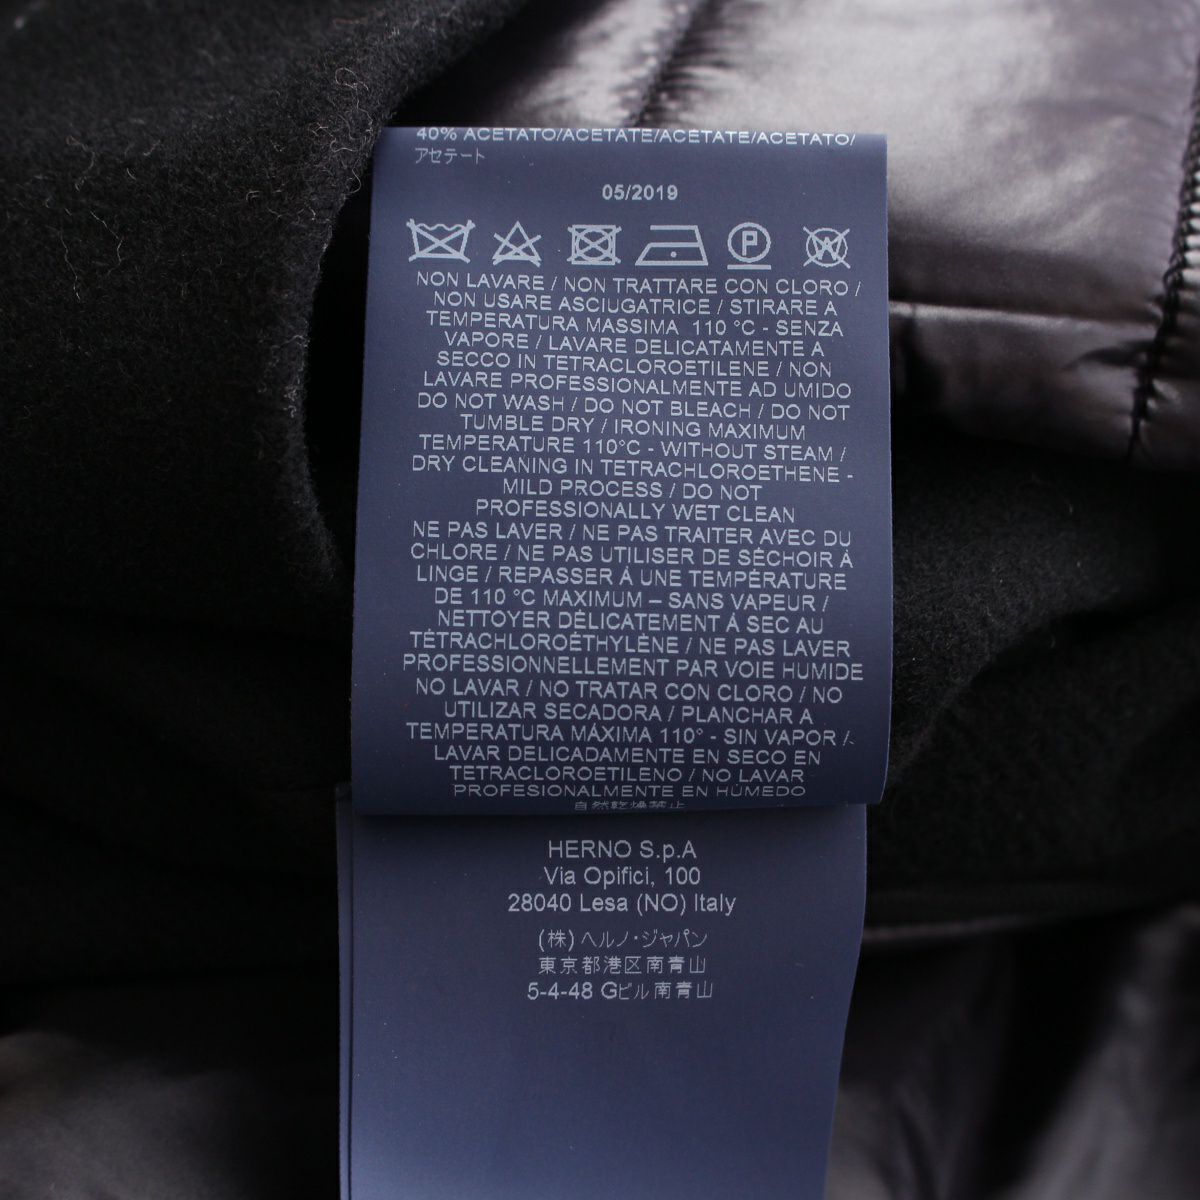 40% ACETATO/ACETATE/ACÉTATE/ACETATO/
アセテート
05/2019
P W
NON LAVARE / NON TRATTARE CON CLORO /
NON USARE ASCIUGATRICE / STIRARE A
TEMPERATURA MASSIMA 110 °C - SENZA
VAPORE / LAVARE DELICATAMENTE A
SECCO IN TETRACLOROETILENE / NON
LAVARE PROFESSIONALMENTE AD UMIDO
DO NOT WASH / DO NOT BLEACH / DO NOT
TUMBLE DRY / IRONING MAXIMUM
TEMPERATURE 110°C - WITHOUT STEAM /
DRY CLEANING IN TETRACHLOROETHENE -
MILD PROCESS / DO NOT
PROFESSIONALLY WET CLEAN
NE PAS LAVER / NE PAS TRAITER AVEC DU
CHLORE / NE PAS UTILISER DE SÉCHOIR À
LINGE / REPASSER À UNE TEMPÉRATURE
DE 110 °C MAXIMUM – SANS VAPEUR /
NETTOYER DÉLICATEMENT À SEC AU
TÉTRACHLOROÉTHYLÈNE / NE PAS LAVER
PROFESSIONNELLEMENT PAR VOIE HUMIDE
NO LAVAR / NO TRATAR CON CLORO / NO
UTILIZAR SECADORA / PLANCHAR A
TEMPERATURA MÁXIMA 110° - SIN VAPOR /
LAVAR DELICADAMENTE EN SECO EN
TETRACLOROETILENO / NO LAVAR
PROFESIONALMENTE EN HÚMEDO
自然乾燥禁止
HERNO S.p.A
Via Opifici, 100
28040 Lesa (NO) Italy
(株) ヘルノ・ジャパン
東京都港区南青山
5-4-48 Gビル南青山